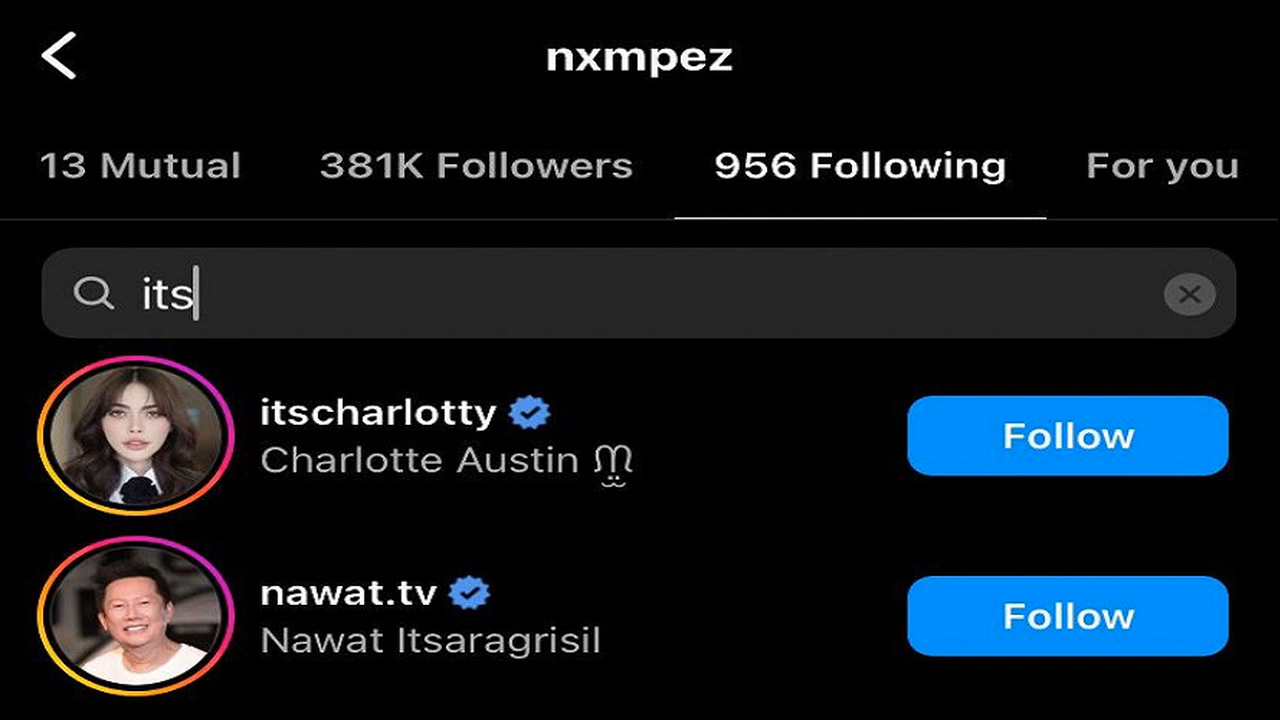 nxmpez
13 Mutual 381K Followers 956 Following For you
its
itscharlotty
Charlotte Austin
Follow
nawat.tv
Nawat Itsaragrisil
Follow